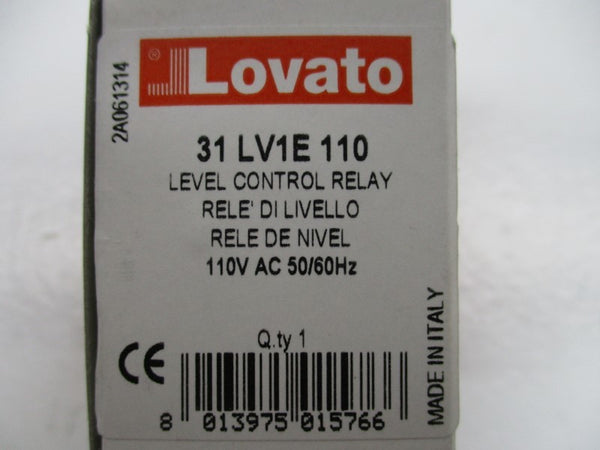 Lovato
2A061314
31 LV1E 110
LEVEL CONTROL RELAY
RELE' DI LIVELLO
RELE DE NIVEL
110V AC 50/60Hz
Q.ty 1
CE
8 013975 015766
MADE IN ITALY